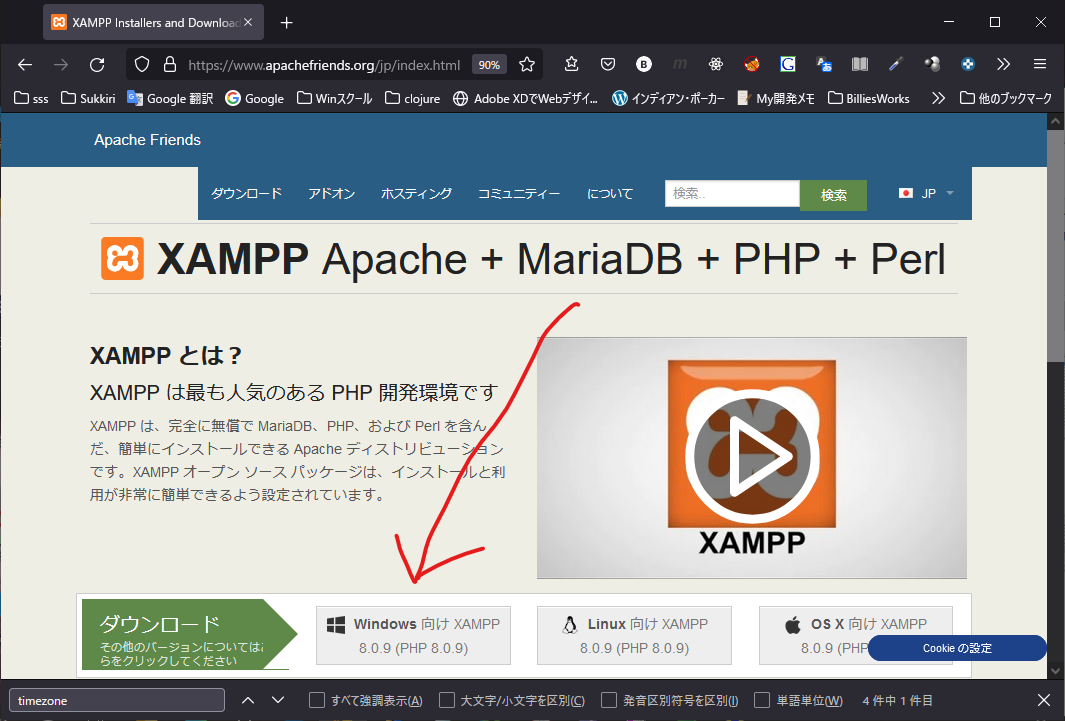 XAMPP Installers and Download
https://www.apachefriends.org/jp/index.html 90%
sss Sukkiri Google 翻訳 Google Winスクール clojure Adobe XDでWebデザイ... インディアン・ポーカー My開発メモ BilliesWorks 他のブックマーク
Apache Friends
ダウンロード アドオン ホスティング コミュニティー について 検索.. 検索 JP
XAMPP Apache + MariaDB + PHP + Perl
XAMPP とは？
XAMPP は最も人気のある PHP 開発環境です
XAMPP は、完全に無償で MariaDB、PHP、および Perl を含ん
だ、簡単にインストールできる Apache ディストリビューション
です。XAMPP オープン ソース パッケージは、インストールと利
用が非常に簡単できるよう設定されています。
XAMPP
ダウンロード
その他のバージョンについては
らをクリックしてください
Windows 向け XAMPP
8.0.9 (PHP 8.0.9)
Linux 向け XAMPP
8.0.9 (PHP 8.0.9)
OS X 向け XAMPP
8.0.9 (PHP
Cookie の設定
timezone すべて強調表示(A) 大文字/小文字を区別(C) 発音区別符号を区別(I) 単語単位(W) 4 件中 1 件目